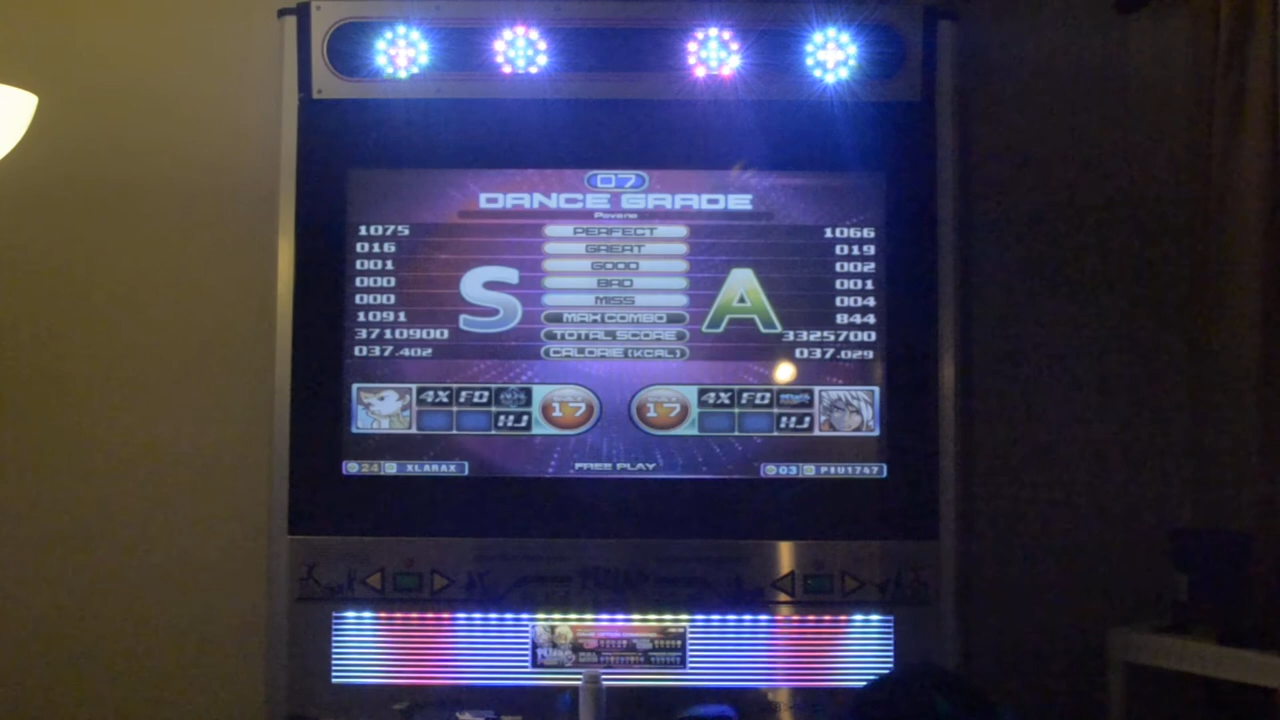 07
DANCE GRADE
Pavane
1075 PERFECT 1066
016 GREAT 019
001 GOOD 002
000 BAD 001
000 MISS 004
1091 MAX COMBO 844
3710900 TOTAL SCORE 3325700
037.402 CALORIE (KCAL) 037.029
S A
4X FD 17 17 4X FD
HJ HJ
24 XLARAX FREE PLAY 03 PIU1747